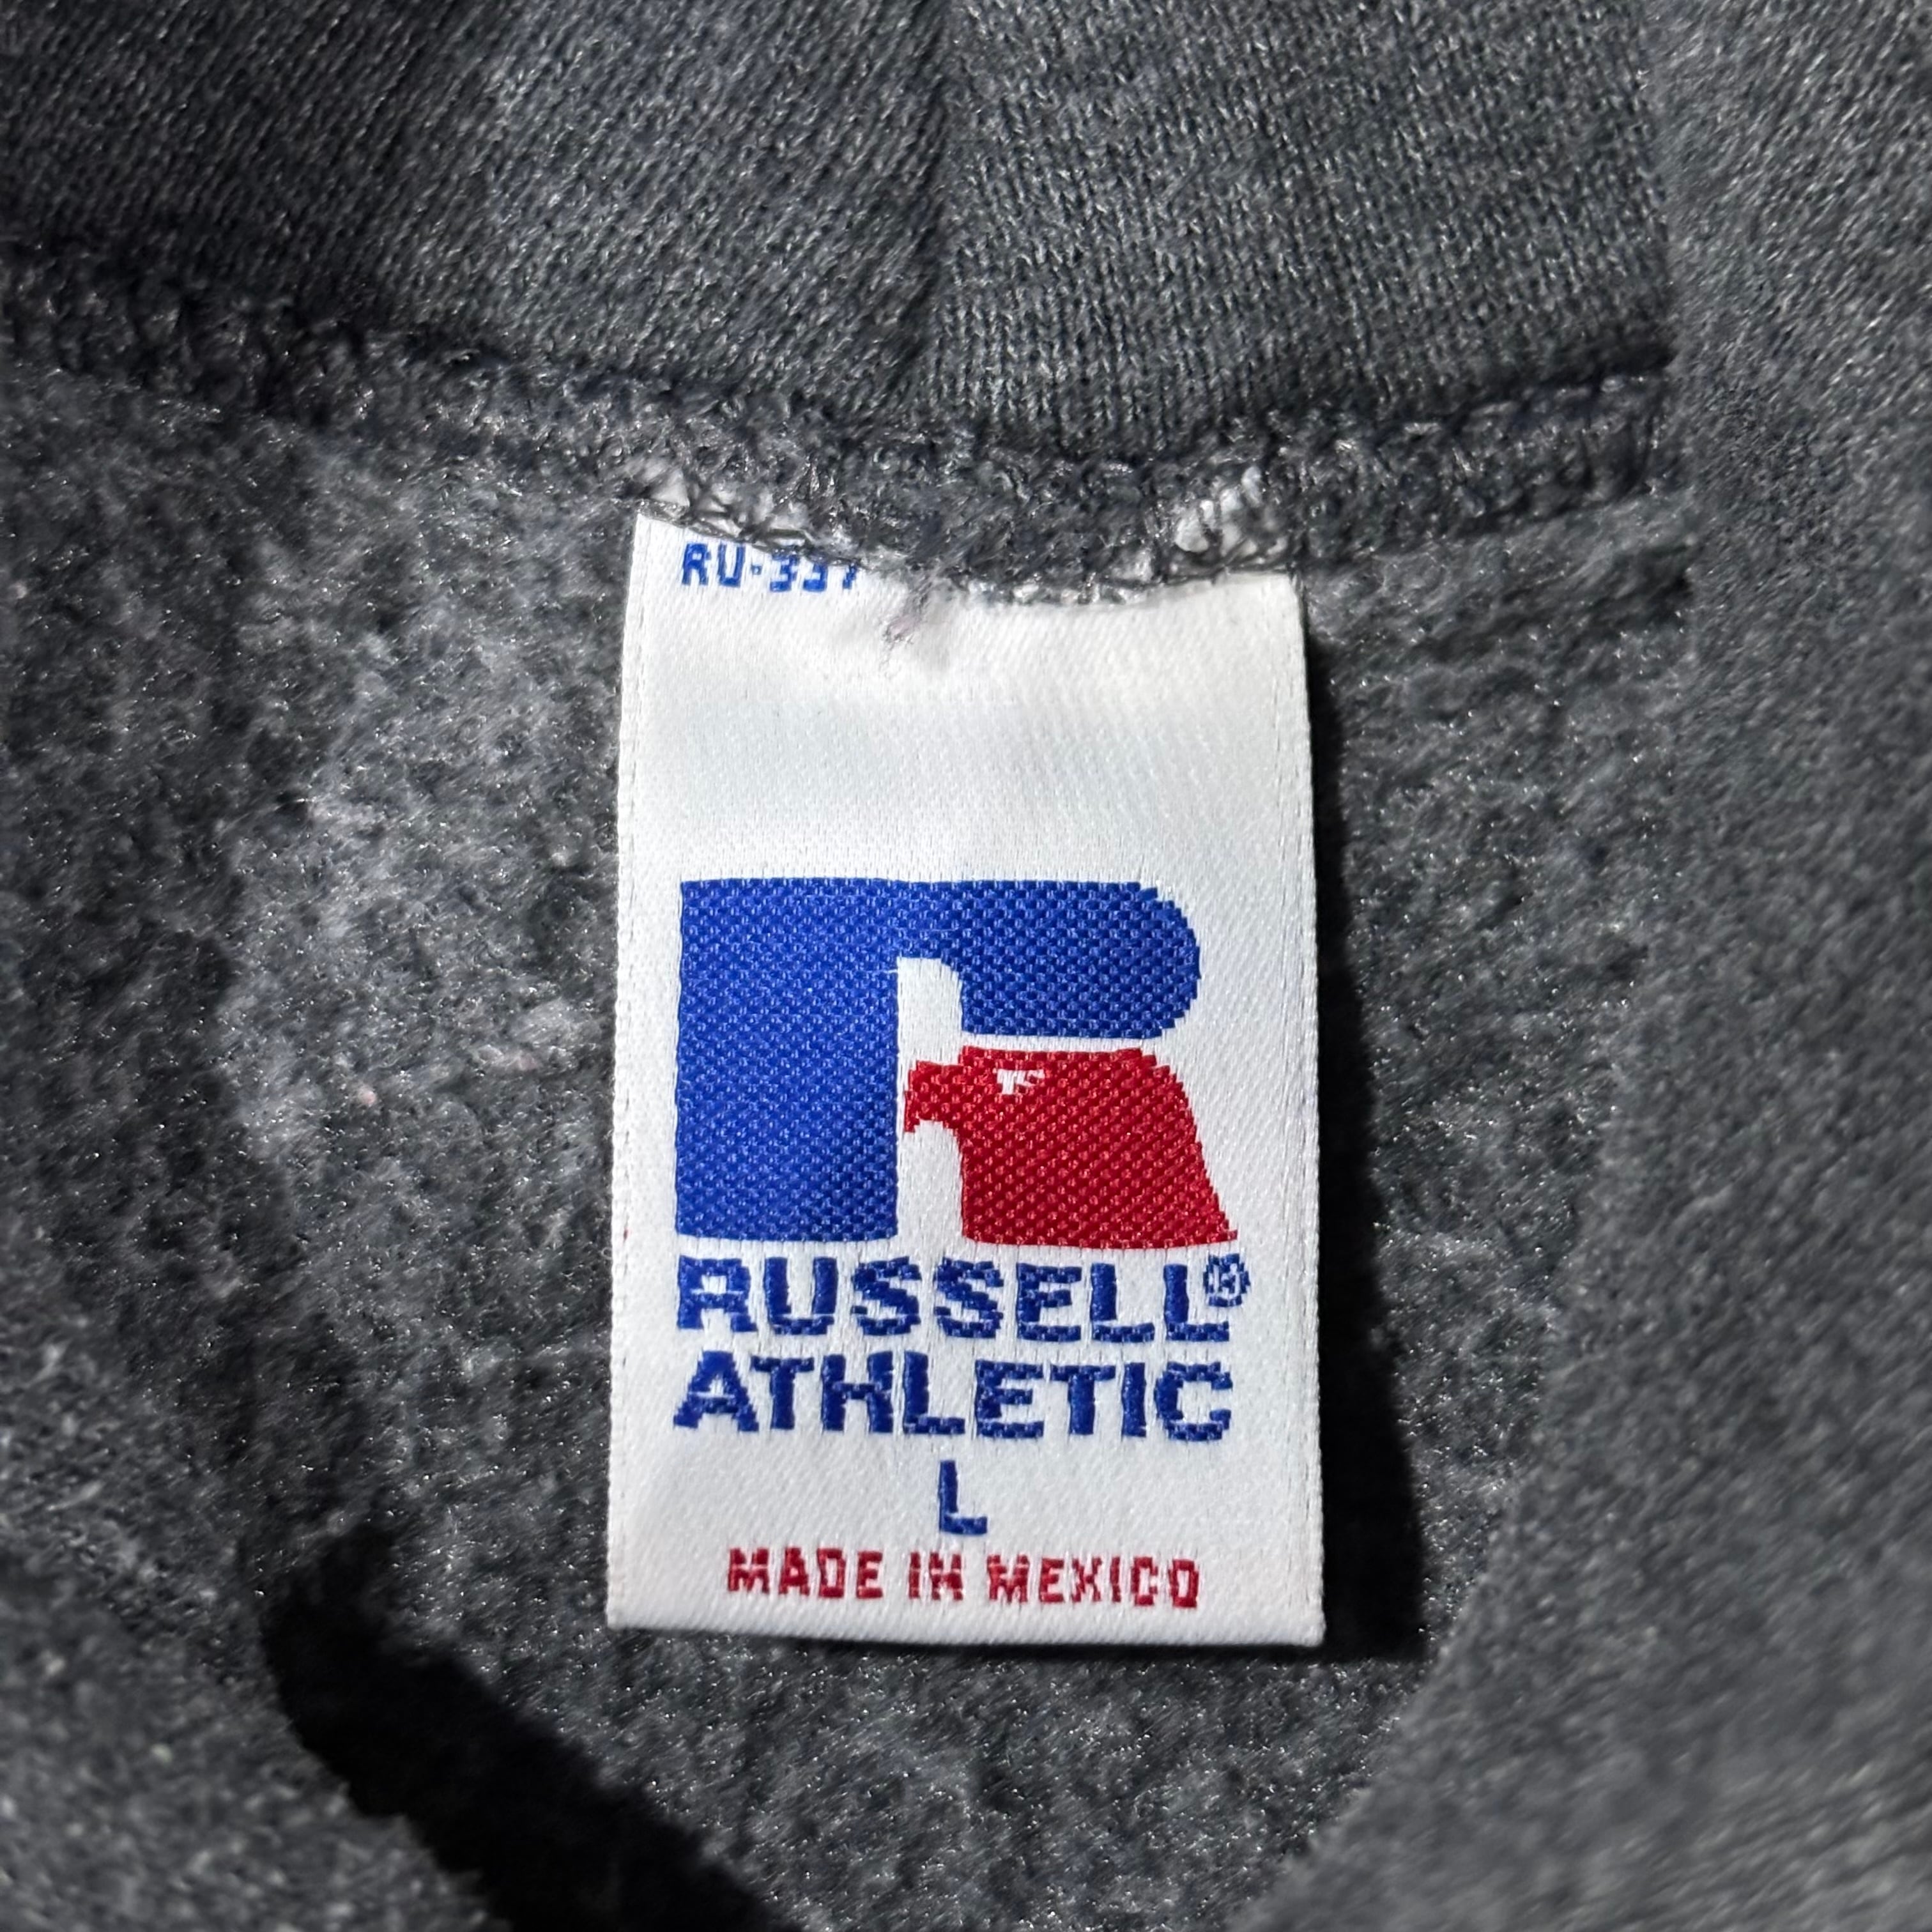 RU-337
RUSSELL®
ATHLETIC
L
MADE IN MEXICO